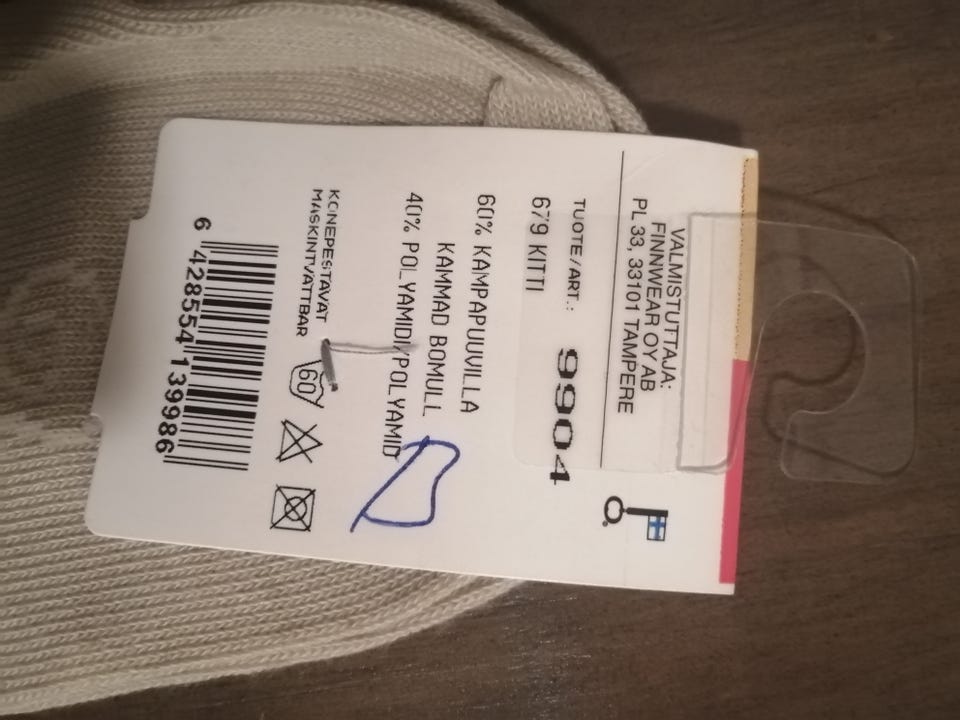 VALMISTUTTAJA:
FINNWEAR OY AB
PL 33, 33101 TAMPERE
TUOTE/ART.: 9904
679 KITTI
60% KAMPAPUUVILLA
KAMMAD BOMULL
40% POLYAMIDI/POLYAMID
KONEPESTÄVÄT
MASKINTVÄTTBAR
60
6 428554 139986